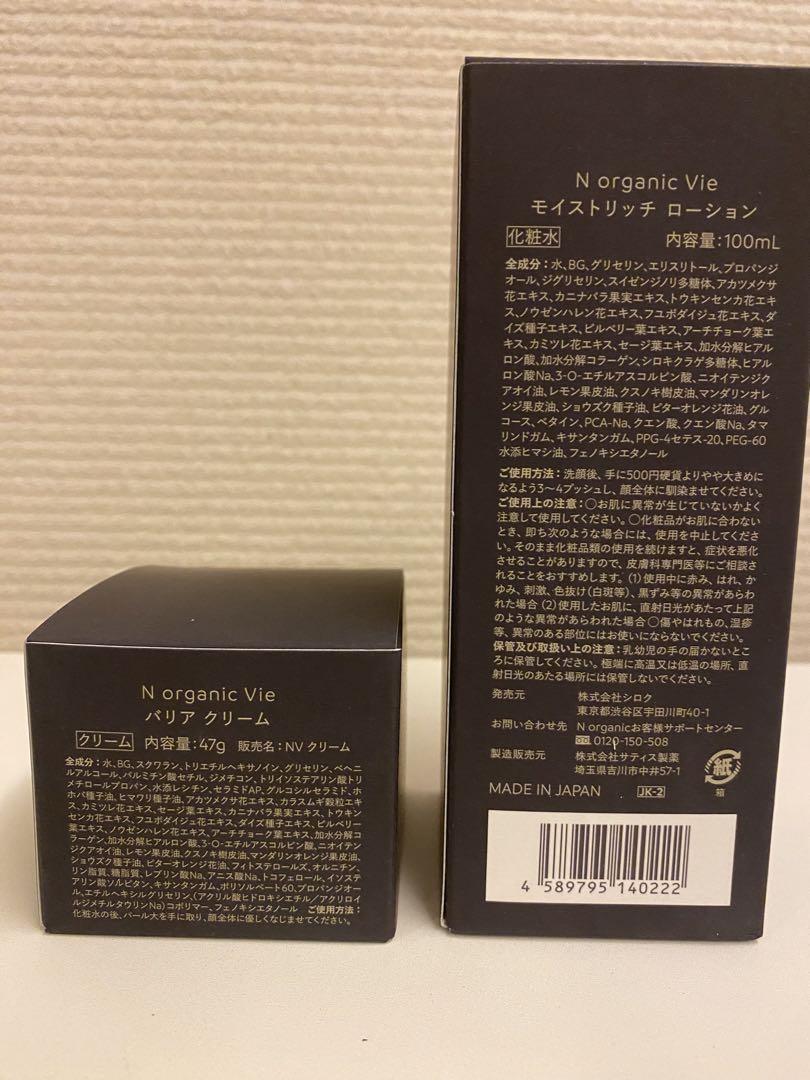 N organic Vie
モイストリッチ ローション
化粧水 内容量:100mL
全成分:水、BG、グリセリン、エリスリトール、プロパンジ
オール、ジグリセリン、スイゼンジノリ多糖体、アカツメクサ
花エキス、カニナバラ果実エキス、トウキンセンカ花エキ
ス、ノウゼンハレン花エキス、フユボダイジュ花エキス、ダ
イズ種子エキス、ビルベリー葉エキス、アーチチョーク葉エ
キス、カミツレ花エキス、セージ葉エキス、加水分解ヒアル
ロン酸、加水分解コラーゲン、シロキクラゲ多糖体、ヒアル
ロン酸Na、3-O-エチルアスコルビン酸、ニオイテンジク
アオイ油、レモン果皮油、クスノキ樹皮油、マンダリンオレ
ンジ果皮油、ショウズク種子油、ビターオレンジ花油、グル
コース、ベタイン、PCA-Na、クエン酸、クエン酸Na、タマ
リンドガム、キサンタンガム、PPG-4セテス-20、PEG-60
水添ヒマシ油、フェノキシエタノール
ご使用方法:洗顔後、手に500円硬貨よりやや大きめに
なるよう3〜4プッシュし、顔全体に馴染ませてください。
ご使用上の注意:○お肌に異常が生じていないかよく
注意して使用してください。○化粧品がお肌に合わない
とき、即ち次のような場合には、使用を中止してくださ
い。そのまま化粧品類の使用を続けますと、症状を悪化
させることがありますので、皮膚科専門医等にご相談さ
れることをおすすめします。(1)使用中に赤み、はれ、か
ゆみ、刺激、色抜け(白斑等)、黒ずみ等の異常があらわ
れた場合(2)使用したお肌に、直射日光があたって上記
のような異常があらわれた場合○傷やはれもの、湿疹
等、異常のある部位にはお使いにならないでください。
保管及び取扱い上の注意:乳幼児の手の届かないとこ
ろに保管してください。極端に高温又は低温の場所、直
射日光のあたる場所には保管しないでください。
発売元 株式会社シロク
東京都渋谷区宇田川町40-1
お問い合わせ先 N organicお客様サポートセンター
0120-150-508
製造販売元 株式会社サティス製薬
埼玉県吉川市中井57-1
MADE IN JAPAN JK-2
紙
箱
4 589795 140222
N organic Vie
バリア クリーム
クリーム 内容量:47g 販売名:NV クリーム
全成分:水、BG、スクワラン、トリエチルヘキサノイン、グリセリン、ベヘニ
ルアルコール、パルミチン酸セチル、ジメチコン、トリイソステアリン酸トリ
メチロールプロパン、水添レシチン、セラミドAP、グルコシルセラミド、ホ
ホバ種子油、ヒマワリ種子油、アカツメクサ花エキス、カラスムギ穀粒エキ
ス、カミツレ花エキス、セージ葉エキス、カニナバラ果実エキス、トウキン
センカ花エキス、フユボダイジュ花エキス、ダイズ種子エキス、ビルベリー
葉エキス、ノウゼンハレン花エキス、アーチチョーク葉エキス、加水分解コ
ラーゲン、加水分解ヒアルロン酸、3-O-エチルアスコルビン酸、ニオイテン
ジクアオイ油、レモン果皮油、クスノキ樹皮油、マンダリンオレンジ果皮油、
ショウズク種子油、ビターオレンジ花油、フィトステロールズ、オルニチン、
リン脂質、糖脂質、レブリン酸Na、アニス酸Na、トコフェロール、イソステ
アリン酸ソルビタン、キサンタンガム、ポリソルベート60、プロパンジオー
ル、エチルヘキシルグリセリン、(アクリル酸ヒドロキシエチル/アクリロイ
ルジメチルタウリンNa)コポリマー、フェノキシエタノール ご使用方法:
化粧水の後、パール大を手に取り、顔全体に優しくなじませてください。